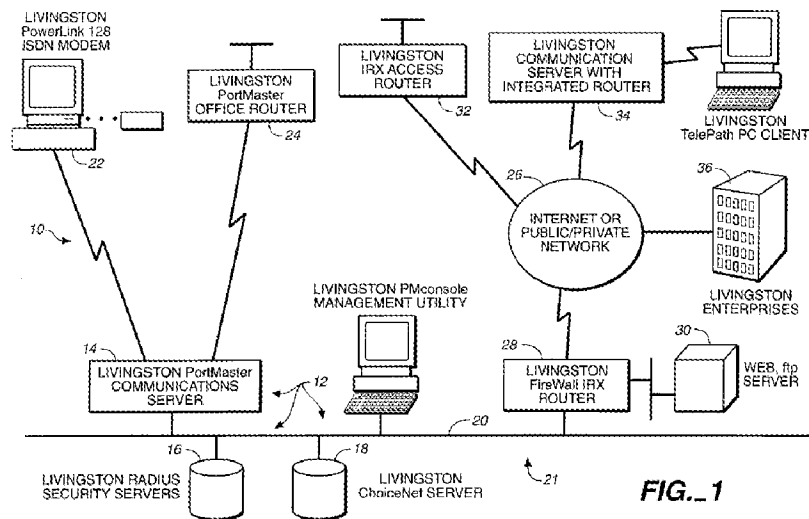 LIVINGSTON
PowerLink 128
ISDN MODEM
22
LIVINGSTON
PortMaster
OFFICE ROUTER
24
LIVINGSTON
IRX ACCESS
ROUTER
32
LIVINGSTON
COMMUNICATION
SERVER WITH
INTEGRATED ROUTER
34
LIVINGSTON
TelePath PC CLIENT
26
INTERNET OR
PUBLIC/PRIVATE
NETWORK
36
LIVINGSTON
ENTERPRISES
10
LIVINGSTON PMconsole
MANAGEMENT UTILITY
14
LIVINGSTON PortMaster
COMMUNICATIONS
SERVER
12
28
LIVINGSTON
FireWall IRX
ROUTER
30
WEB, ftp
SERVER
20
16
LIVINGSTON RADIUS
SECURITY SERVERS
18
LIVINGSTON
ChoiceNet SERVER
21
FIG._1